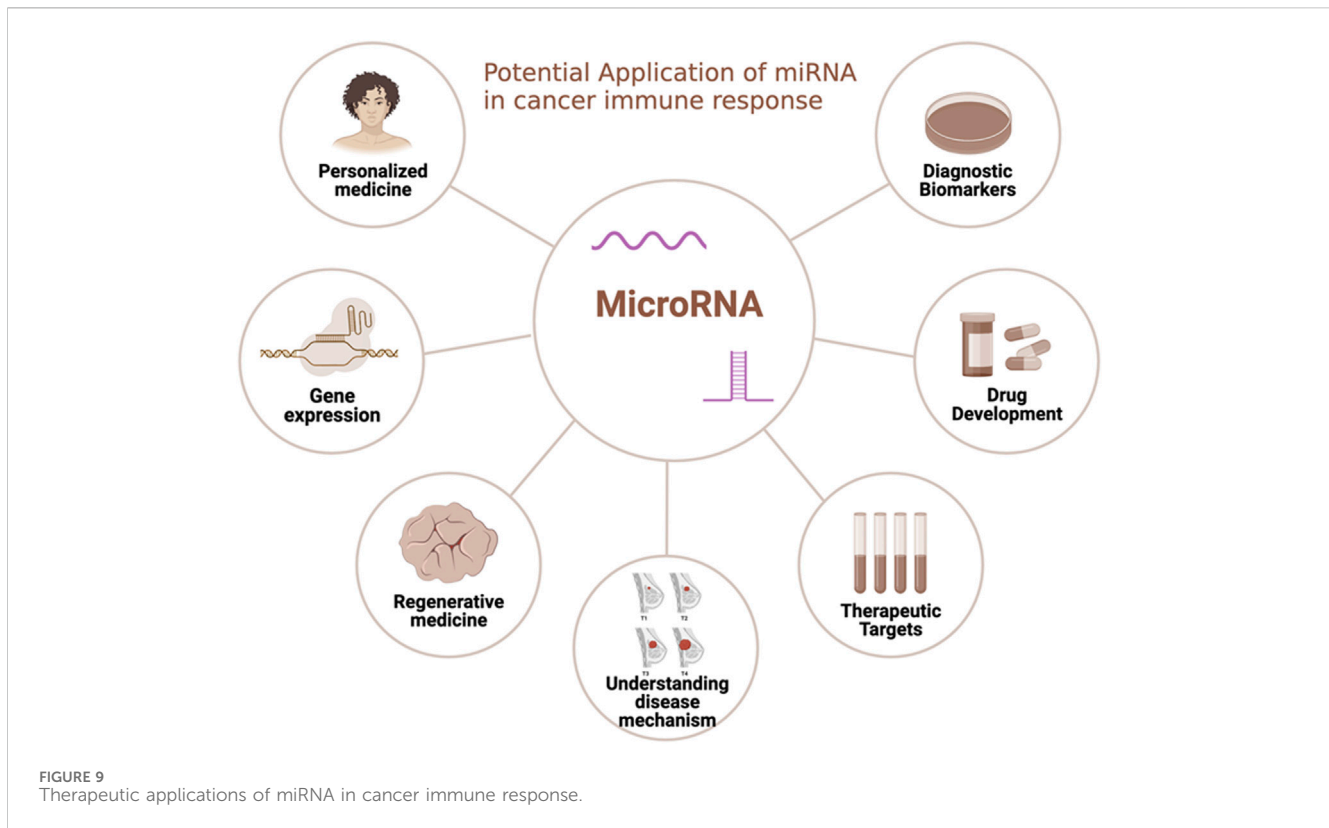 Potential Application of miRNA
in cancer immune response
Personalized
medicine
Diagnostic
Biomarkers
MicroRNA
Gene
expression
Drug
Development
Regenerative
medicine
Therapeutic
Targets
T1
T2
T3
T4
Understanding
disease
mechanism
FIGURE 9
Therapeutic applications of miRNA in cancer immune response.